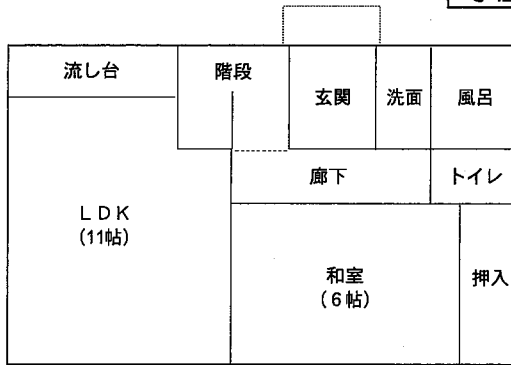 流し台
階段
玄関
洗面
風呂
廊下
トイレ
ＬＤＫ
(11帖)
和室
(６帖)
押入